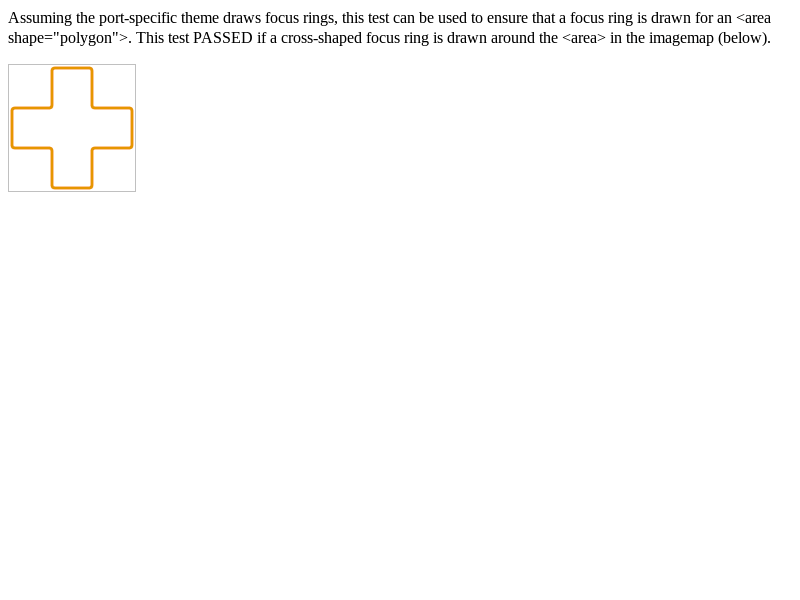 Assuming the port-specific theme draws focus rings, this test can be used to ensure that a focus ring is drawn for an <area
shape="polygon">. This test PASSED if a cross-shaped focus ring is drawn around the <area> in the imagemap (below).